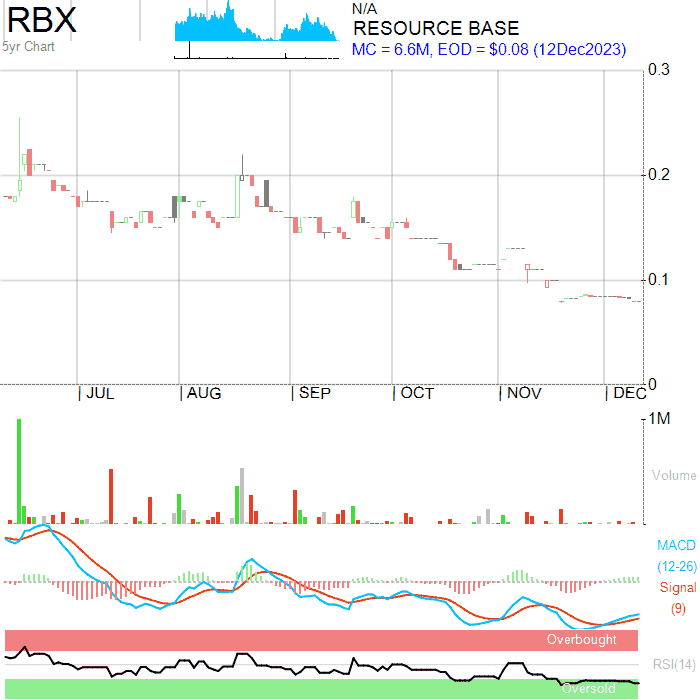 RBX
5yr Chart
N/A
RESOURCE BASE
MC = 6.6M, EOD = $0.08 (12Dec2023)
0.3
0.2
0.1
0
JUL
AUG
SEP
OCT
NOV
DEC
1M
Volume
MACD
(12-26)
Signal
(9)
Overbought
RSI(14)
Oversold